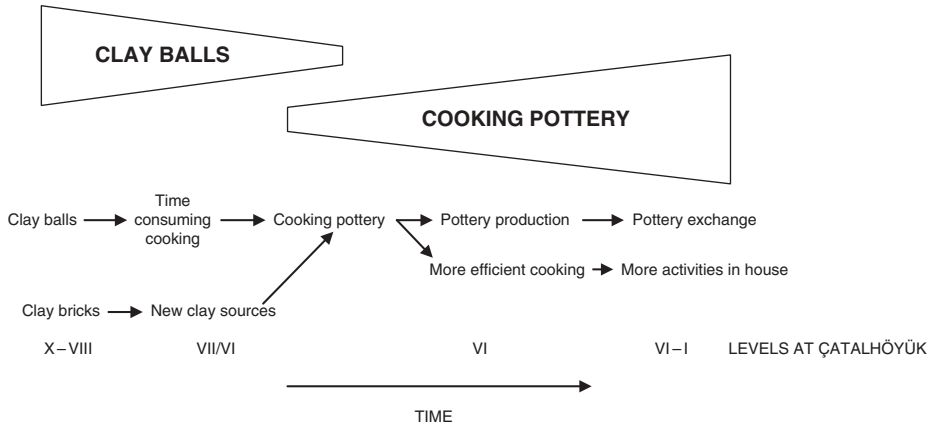 CLAY BALLS
COOKING POTTERY
Clay balls
Time
consuming
cooking
Cooking pottery
Pottery production
Pottery exchange
More efficient cooking
More activities in house
Clay bricks
New clay sources
X–VIII
VII/VI
VI
VI–I
LEVELS AT ÇATALHÖYÜK
TIME